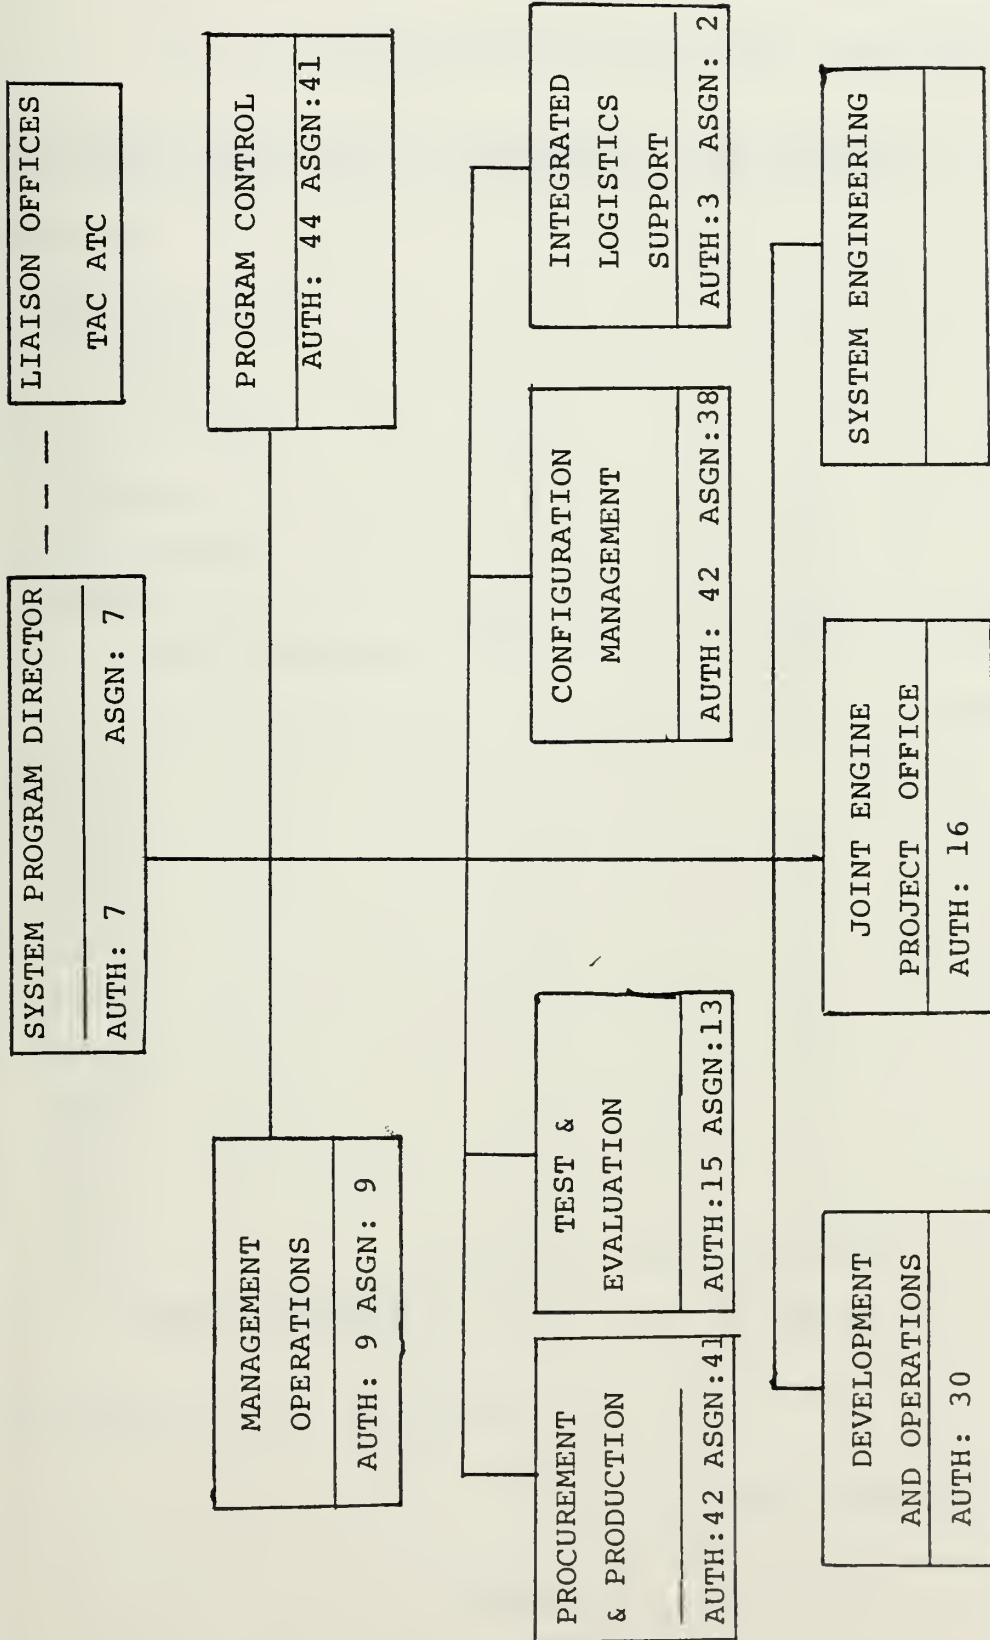 SYSTEM PROGRAM DIRECTOR
AUTH: 7 ASGN: 7
LIAISON OFFICES
TAC ATC
MANAGEMENT
OPERATIONS
AUTH: 9 ASGN: 9
PROGRAM CONTROL
AUTH: 44 ASGN:41
PROCUREMENT
& PRODUCTION
AUTH:42 ASGN:41
TEST &
EVALUATION
AUTH:15 ASGN:13
CONFIGURATION
MANAGEMENT
AUTH: 42 ASGN:38
INTEGRATED
LOGISTICS
SUPPORT
AUTH:3 ASGN: 2
DEVELOPMENT
AND OPERATIONS
AUTH: 30
JOINT ENGINE
PROJECT OFFICE
AUTH: 16
SYSTEM ENGINEERING